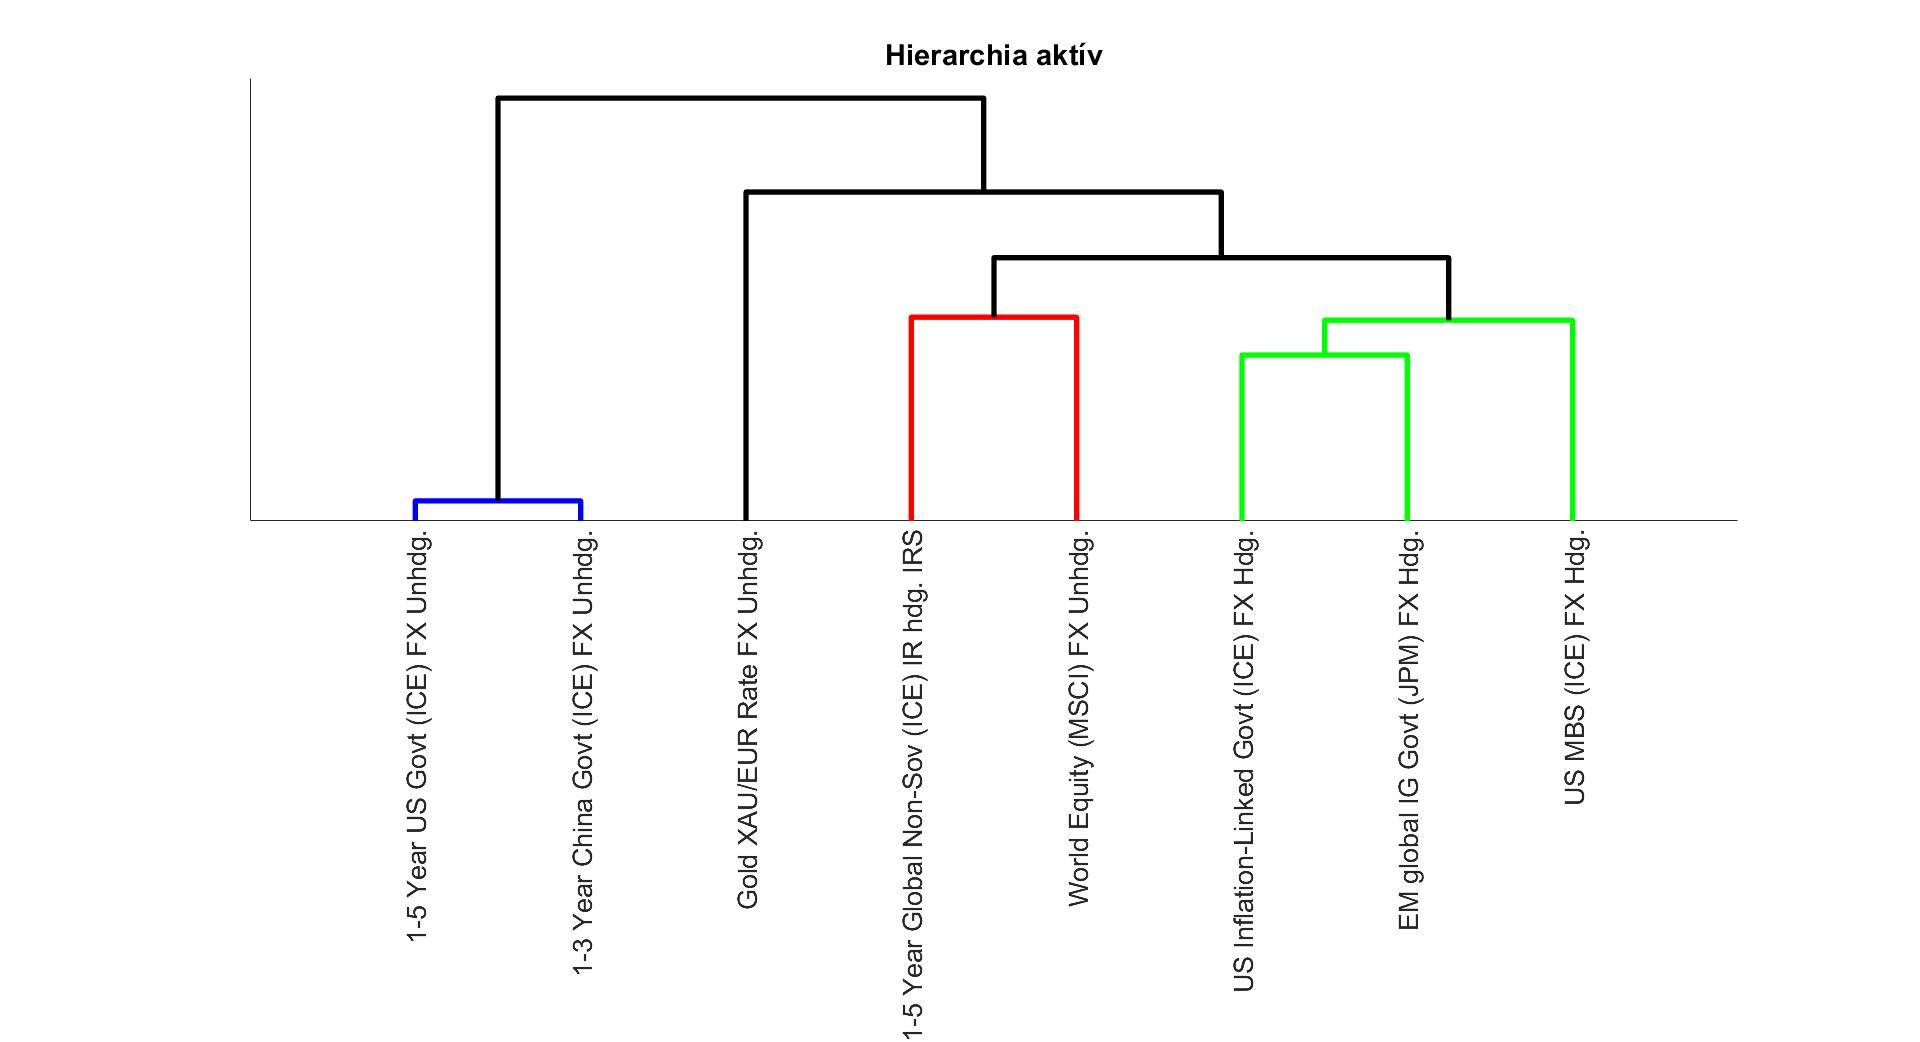 Hierarchia aktív
1-5 Year US Govt (ICE) FX Unhdg.
1-3 Year China Govt (ICE) FX Unhdg.
Gold XAU/EUR Rate FX Unhdg.
1-5 Year Global Non-Sov (ICE) IR hdg. IRS
World Equity (MSCI) FX Unhdg.
US Inflation-Linked Govt (ICE) FX Hdg.
EM global IG Govt (JPM) FX Hdg.
US MBS (ICE) FX Hdg.